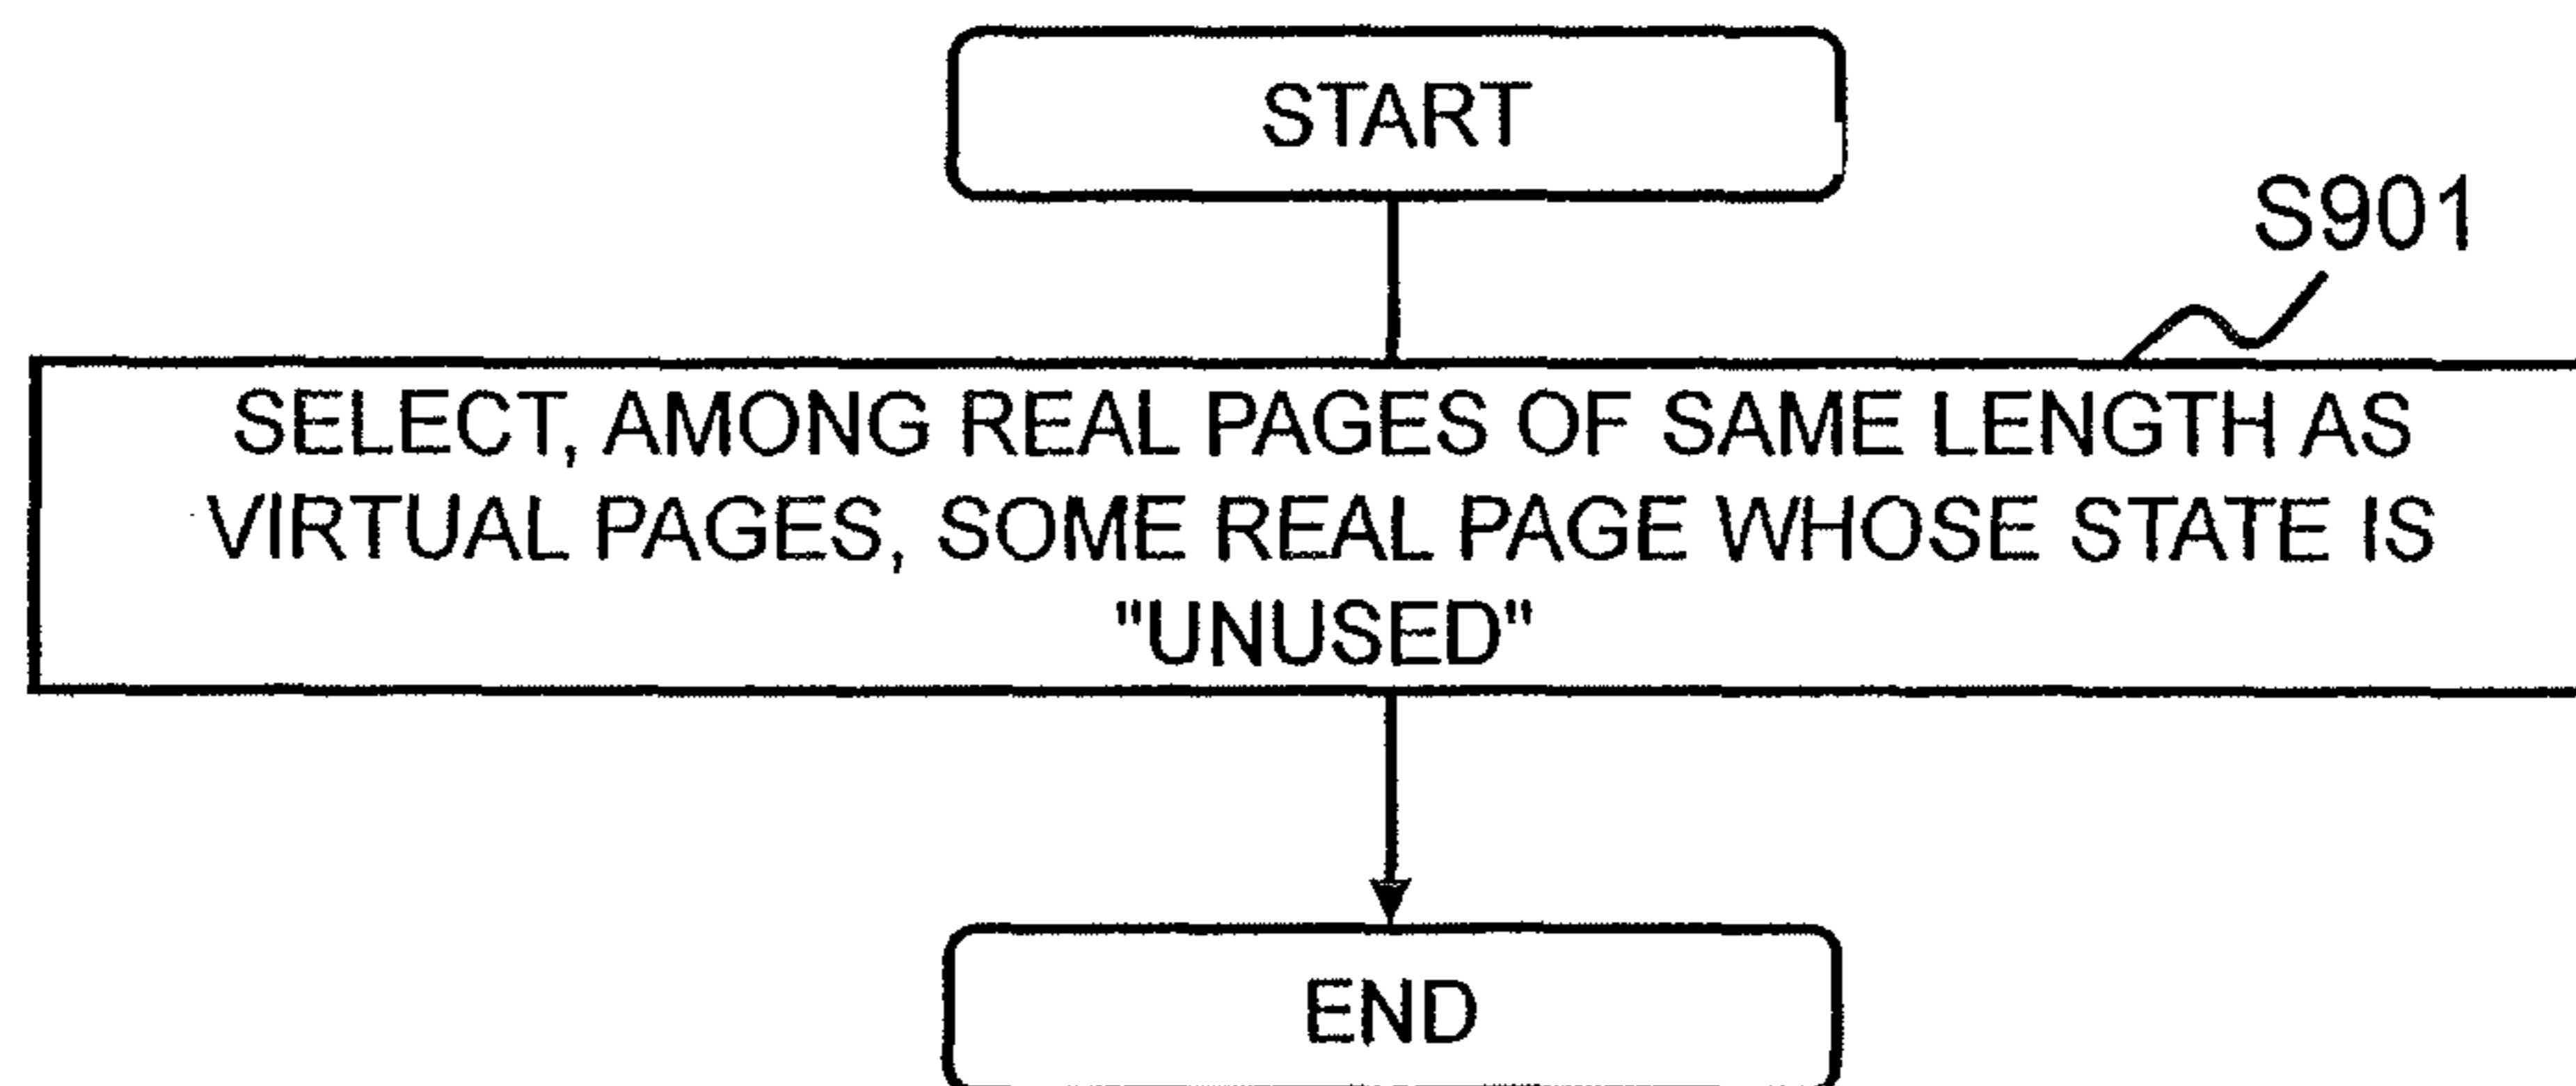 START
S901
SELECT, AMONG REAL PAGES OF SAME LENGTH AS
VIRTUAL PAGES, SOME REAL PAGE WHOSE STATE IS
"UNUSED"
END